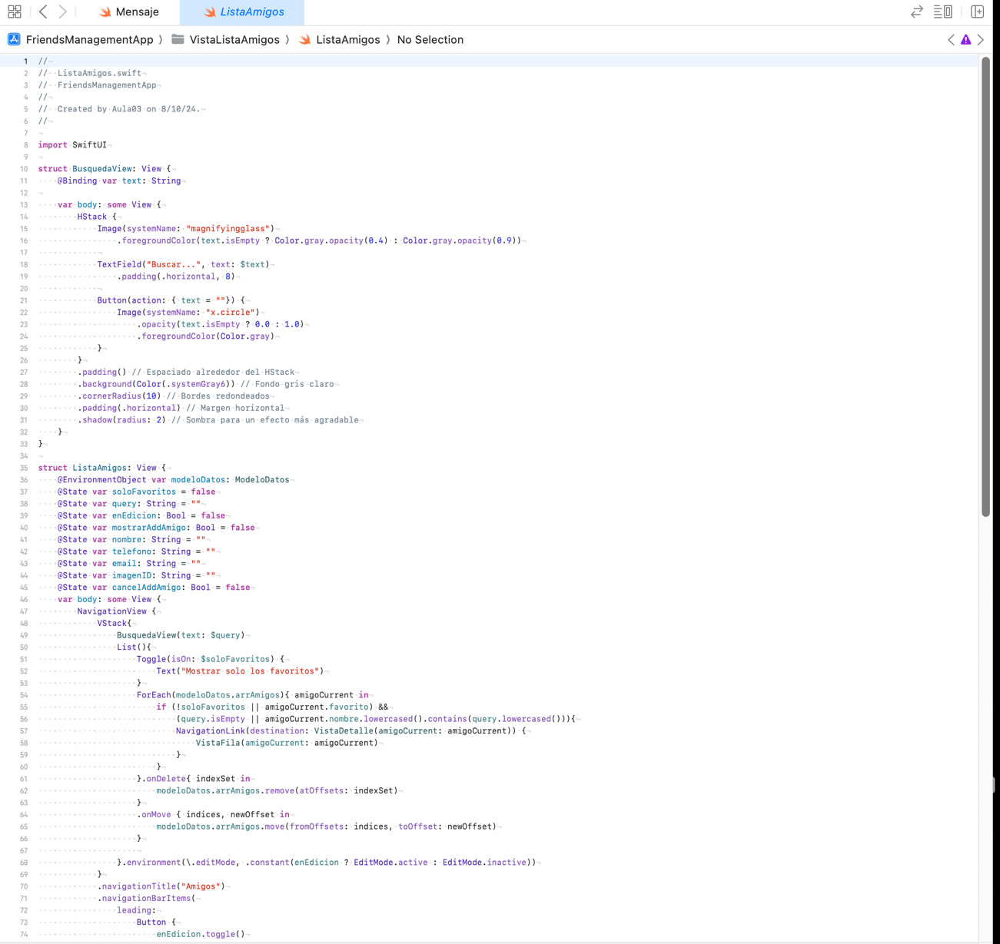 Mensaje
ListaAmigos
FriendsManagementApp 〉 VistaListaAmigos 〉 ListaAmigos 〉 No Selection
1 //
2 //  ListaAmigos.swift
3 //  FriendsManagementApp
4 //
5 //  Created by Aula03 on 8/10/24.
6 //
7
8 import SwiftUI
9
10 struct BusquedaView: View {
11     @Binding var text: String
12
13     var body: some View {
14         HStack {
15             Image(systemName: "magnifyingglass")
16                 .foregroundColor(text.isEmpty ? Color.gray.opacity(0.4) : Color.gray.opacity(0.9))
17
18             TextField("Buscar...", text: $text)
19                 .padding(.horizontal, 8)
20
21             Button(action: { text = ""}) {
22                 Image(systemName: "x.circle")
23                     .opacity(text.isEmpty ? 0.0 : 1.0)
24                     .foregroundColor(Color.gray)
25             }
26         }
27         .padding() // Espaciado alrededor del HStack
28         .background(Color(.systemGray6)) // Fondo gris claro
29         .cornerRadius(10) // Bordes redondeados
30         .padding(.horizontal) // Margen horizontal
31         .shadow(radius: 2) // Sombra para un efecto más agradable
32     }
33 }
34
35 struct ListaAmigos: View {
36     @EnvironmentObject var modeloDatos: ModeloDatos
37     @State var soloFavoritos = false
38     @State var query: String = ""
39     @State var enEdicion: Bool = false
40     @State var mostrarAddAmigo: Bool = false
41     @State var nombre: String = ""
42     @State var telefono: String = ""
43     @State var email: String = ""
44     @State var imagenID: String = ""
45     @State var cancelAddAmigo: Bool = false
46     var body: some View {
47         NavigationView {
48             VStack{
49                 BusquedaView(text: $query)
50                 List(){
51                     Toggle(isOn: $soloFavoritos) {
52                         Text("Mostrar solo los favoritos")
53                     }
54                     ForEach(modeloDatos.arrAmigos){ amigoCurrent in
55                         if (!soloFavoritos || amigoCurrent.favorito) &&
56                             (query.isEmpty || amigoCurrent.nombre.lowercased().contains(query.lowercased())){
57                             NavigationLink(destination: VistaDetalle(amigoCurrent: amigoCurrent)) {
58                                 VistaFila(amigoCurrent: amigoCurrent)
59                             }
60                         }
61                     }.onDelete{ indexSet in
62                         modeloDatos.arrAmigos.remove(atOffsets: indexSet)
63                     }
64                     .onMove { indices, newOffset in
65                         modeloDatos.arrAmigos.move(fromOffsets: indices, toOffset: newOffset)
66                     }
67
68                 }.environment(\.editMode, .constant(enEdicion ? EditMode.active : EditMode.inactive))
69             }
70             .navigationTitle("Amigos")
71             .navigationBarItems(
72                 leading:
73                     Button {
74                         enEdicion.toggle()